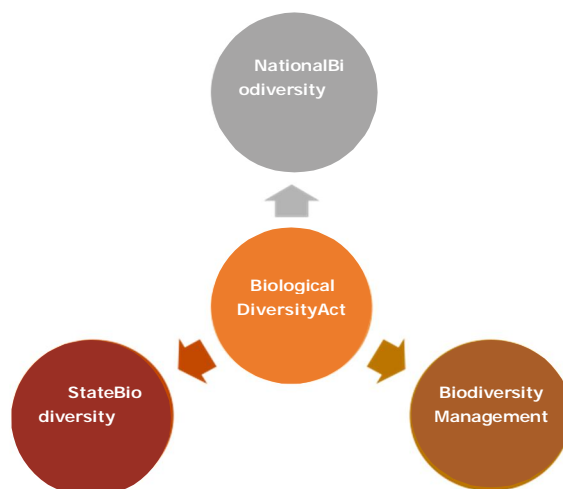 NationalBi
odiversity
Biological
DiversityAct
StateBio
diversity
Biodiversity
Management